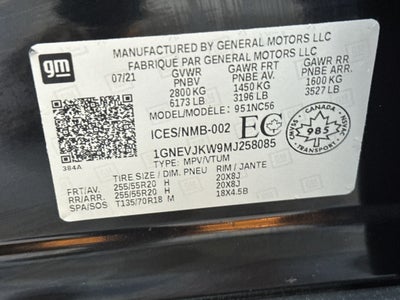 gm
MANUFACTURED BY GENERAL MOTORS LLC
FABRIQUE PAR GENERAL MOTORS LLC
07/21 GVWR GAWR FRT GAWR RR
PNBV PNBE AV. PNBE ARR
2800 KG 1450 KG 1600 KG
6173 LB 3196 LB 3527 LB
MODEL/MODÈLE: 951NC56
ICES/NMB-002 EC
CANADA
985
TRANSPORT
1GNEVJKW9MJ258085
TYPE: MPV/VTUM
384A
TIRE SIZE / DIM. PNEU RIM / JANTE
FRT/AV. 255/55R20 H 20X8J
RR/ARR. 255/55R20 H 20X8J
SPA/SOS T135/70R18 M 18X4.5B